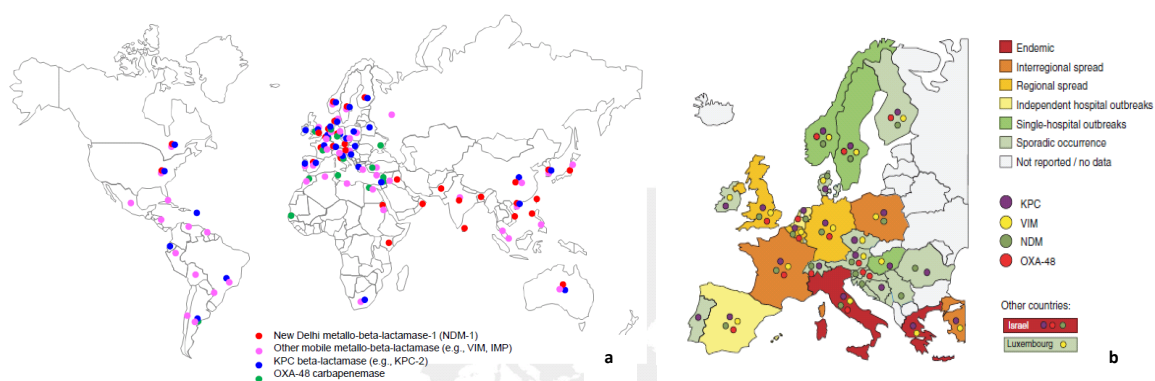 New Delhi metallo-beta-lactamase-1 (NDM-1)
Other mobile metallo-beta-lactamase (e.g., VIM, IMP)
KPC beta-lactamase (e.g., KPC-2)
OXA-48 carbapenemase
a
Endemic
Interregional spread
Regional spread
Independent hospital outbreaks
Single-hospital outbreaks
Sporadic occurrence
Not reported / no data
KPC
VIM
NDM
OXA-48
Other countries:
Israel
Luxembourg
b